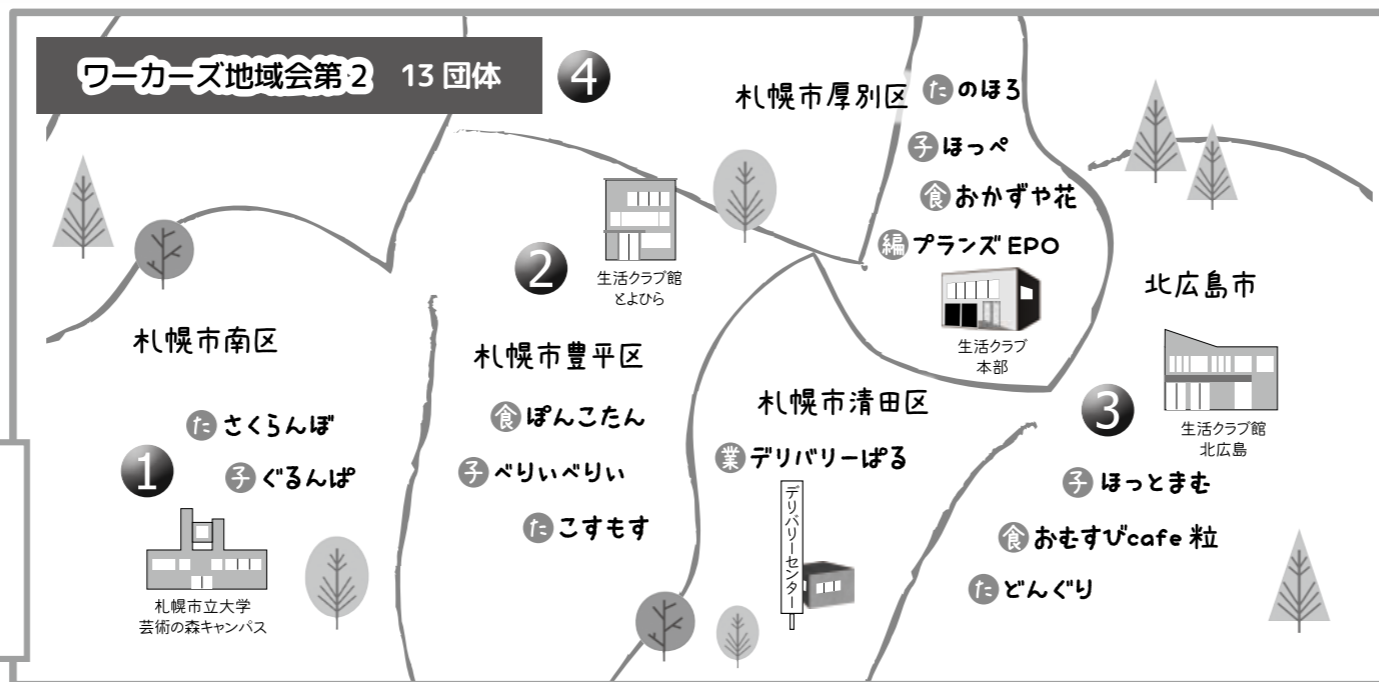 ワーカーズ地域会第2 13団体
4
札幌市厚別区
た のほろ
子 ほっぺ
食 おかずや花
編 プランズEPO
生活クラブ
本部
北広島市
2
生活クラブ館
とよひら
札幌市南区
札幌市豊平区
札幌市清田区
3
生活クラブ館
北広島
た さくらんぼ
子 ぐるんぱ
1
札幌市立大学
芸術の森キャンパス
食 ぽんこたん
子 べりぃべりぃ
た こすもす
業 デリバリーぱる
デリバリーセンター
子 ほっとまむ
食 おむすびcafe 粒
た どんぐり